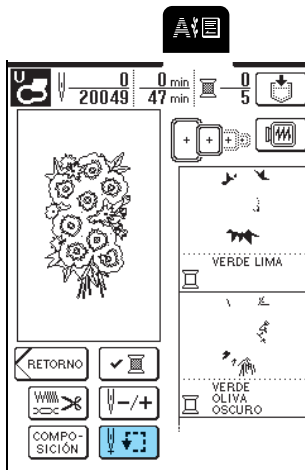 A
U
0 0 min 0
20049 47 min 5
VERDE LIMA
VERDE
OLIVA
OSCURO
RETORNO
-/+
COMPO-
SICIÓN